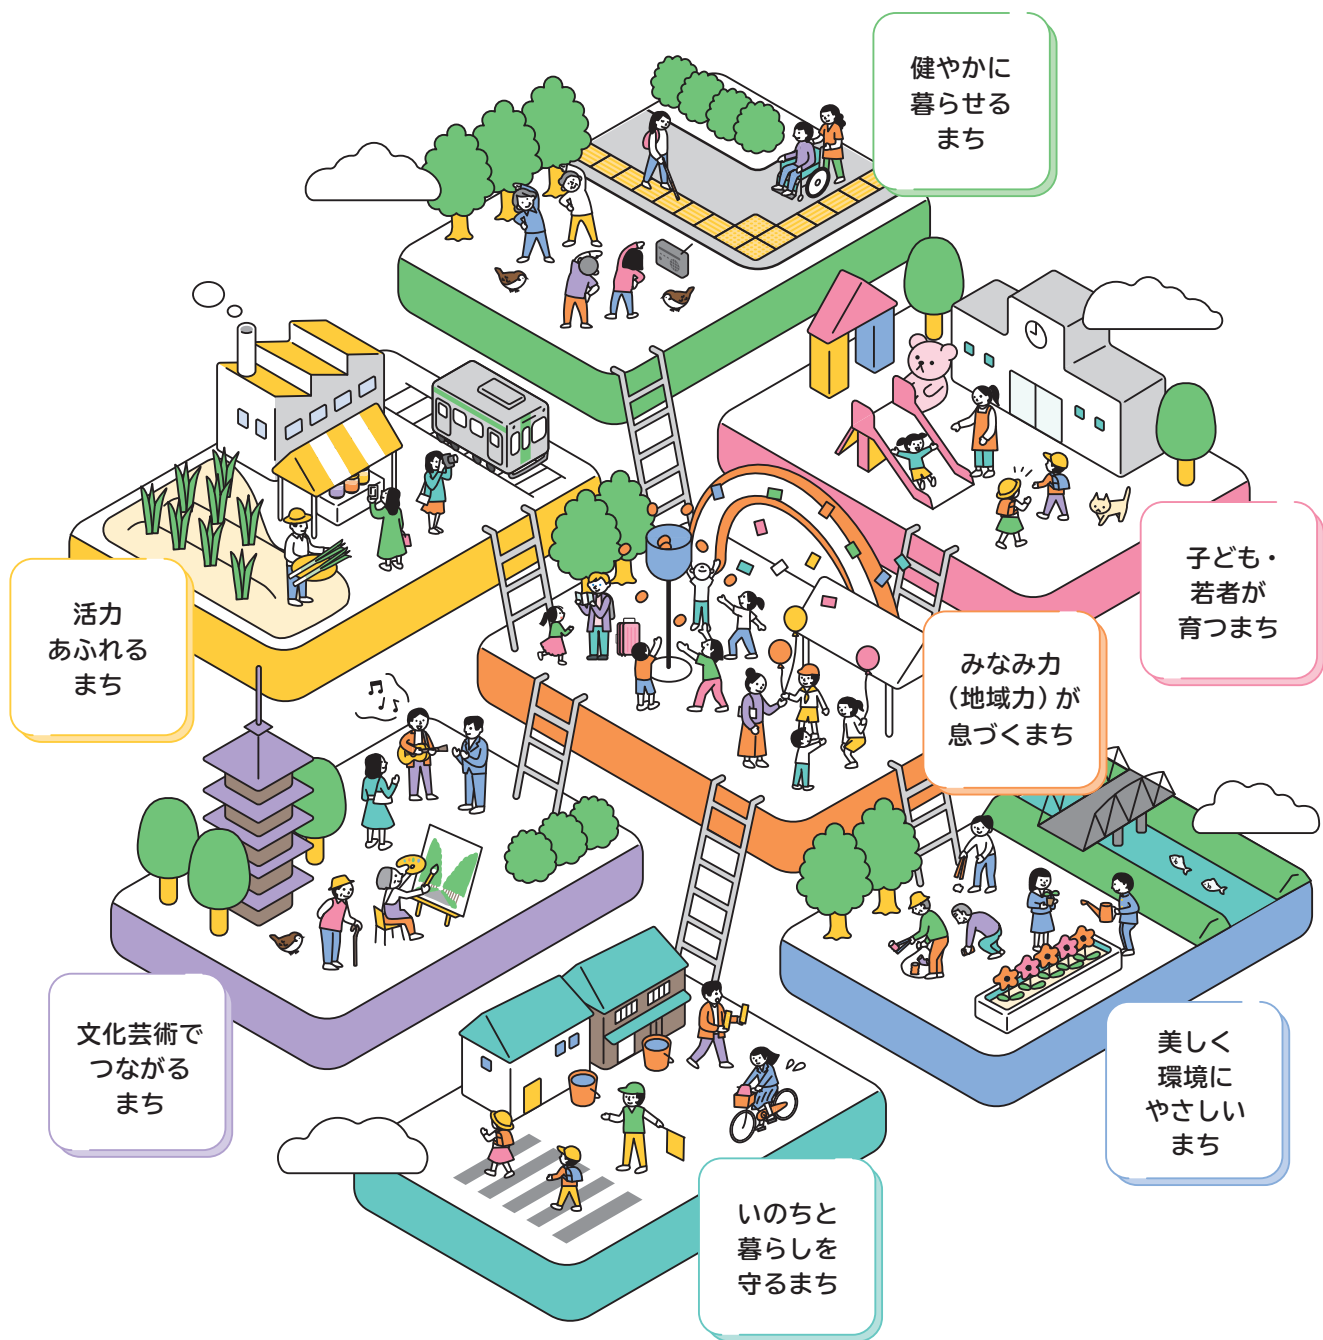 健やかに
暮らせる
まち
子ども・
若者が
育つまち
活力
あふれる
まち
みなみ力
（地域力）が
息づくまち
文化芸術で
つながる
まち
美しく
環境に
やさしい
まち
いのちと
暮らしを
守るまち